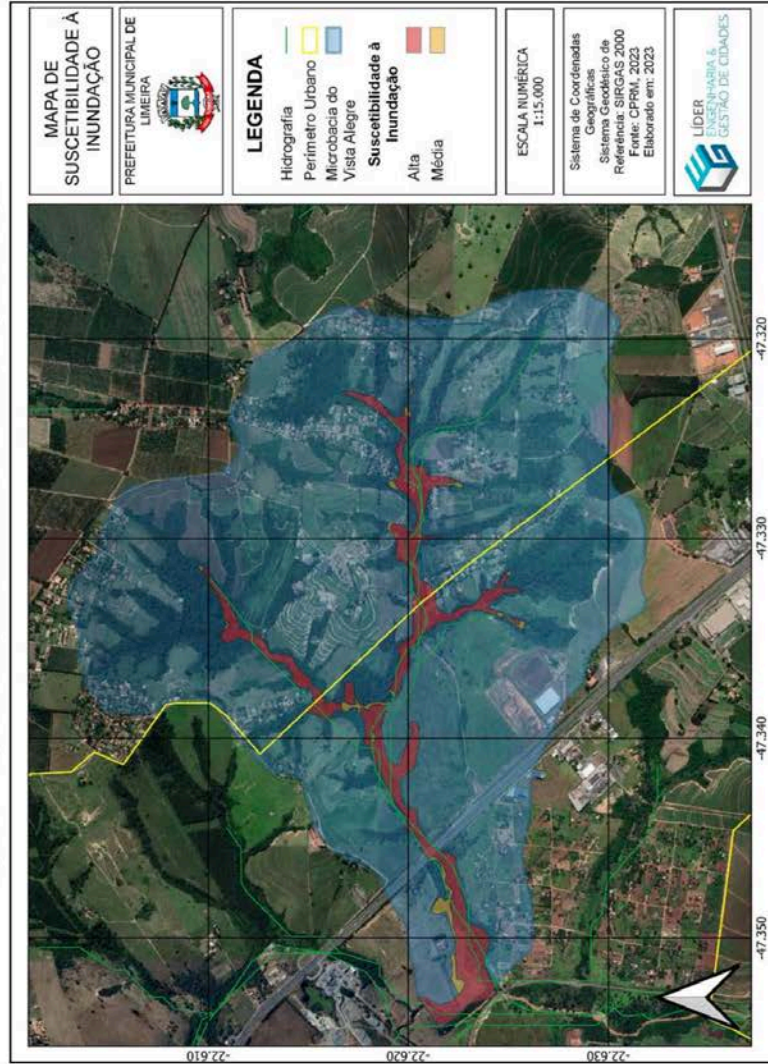 MAPA DE
SUSCETIBILIDADE À
INUNDAÇÃO
PREFEITURA MUNICIPAL DE
LIMEIRA
LEGENDA
Hidrografia
Perímetro Urbano
Microbacia do
Vista Alegre
Suscetibilidade à
Inundação
Alta
Média
ESCALA NUMÉRICA
1:15.000
Sistema de Coordenadas
Geográficas
Sistema Geodésico de
Referência: SIRGAS 2000
Fonte: CPRM, 2023
Elaborado em: 2023
LÍDER
ENGENHARIA &
GESTÃO DE CIDADES
-47.350
-47.340
-47.330
-47.320
-22.610
-22.620
-22.630